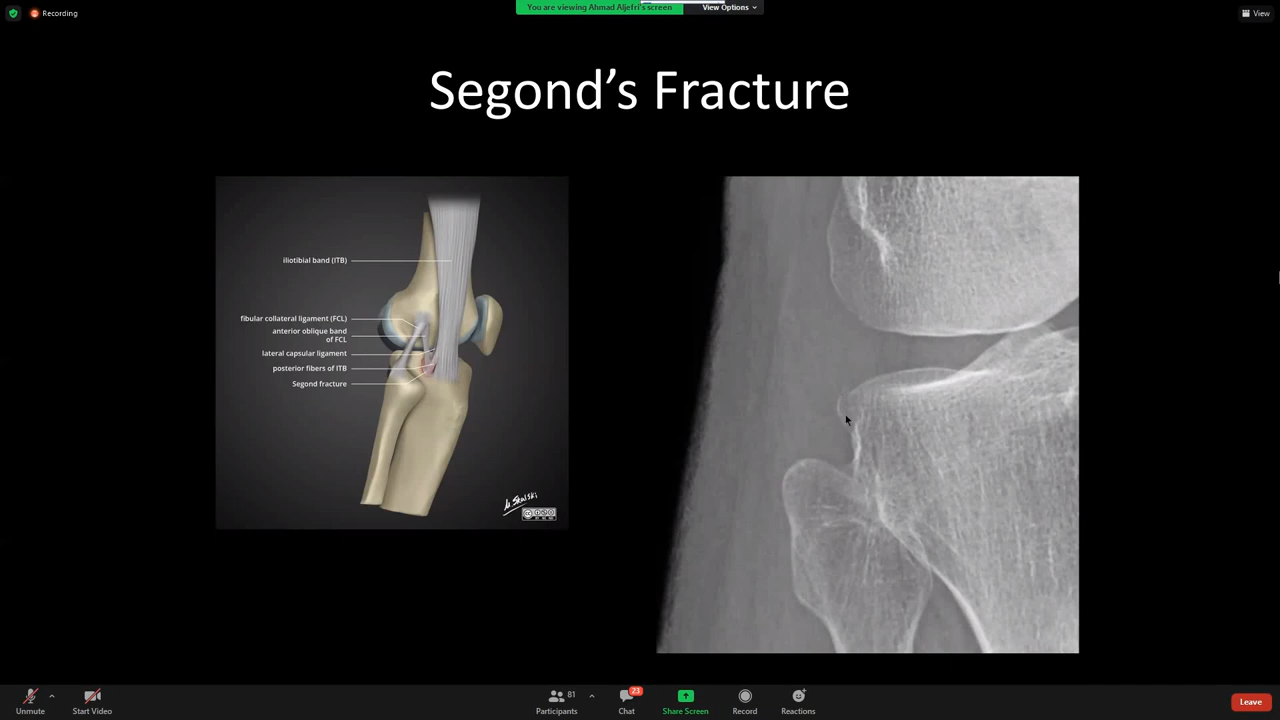 Recording
You are viewing Ahmad Aljefri's screen
View Options
View
Segond's Fracture
iliotibial band (ITB)
fibular collateral ligament (FCL)
anterior oblique band
of FCL
lateral capsular ligament
posterior fibers of ITB
Segond fracture
Unmute
Start Video
81
Participants
23
Chat
Share Screen
Record
Reactions
Leave